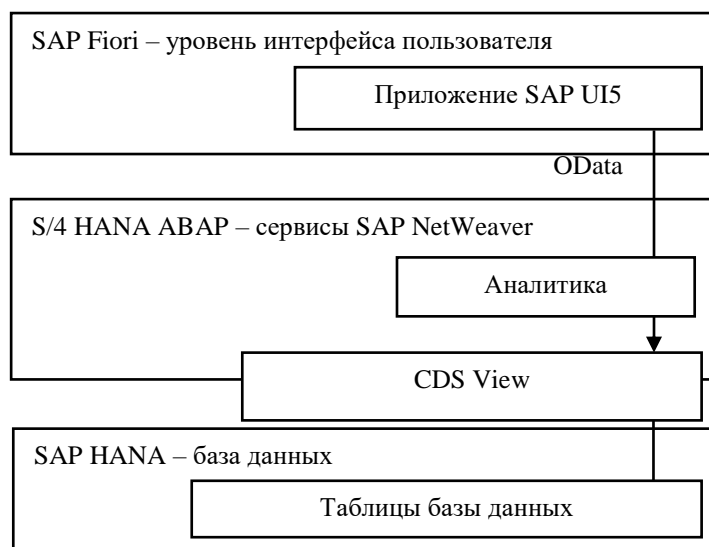 SAP Fiori – уровень интерфейса пользователя
Приложение SAP UI5
OData
S/4 HANA ABAP – сервисы SAP NetWeaver
Аналитика
CDS View
SAP HANA – база данных
Таблицы базы данных